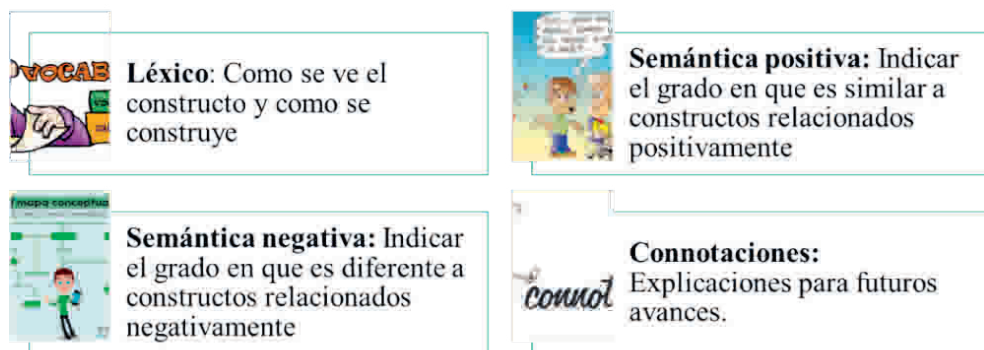 VOCAB
Léxico: Como se ve el
constructo y como se
construye
Semántica positiva: Indicar
el grado en que es similar a
constructos relacionados
positivamente
mapa conceptua
Semántica negativa: Indicar
el grado en que es diferente a
constructos relacionados
negativamente
connot
Connotaciones:
Explicaciones para futuros
avances.